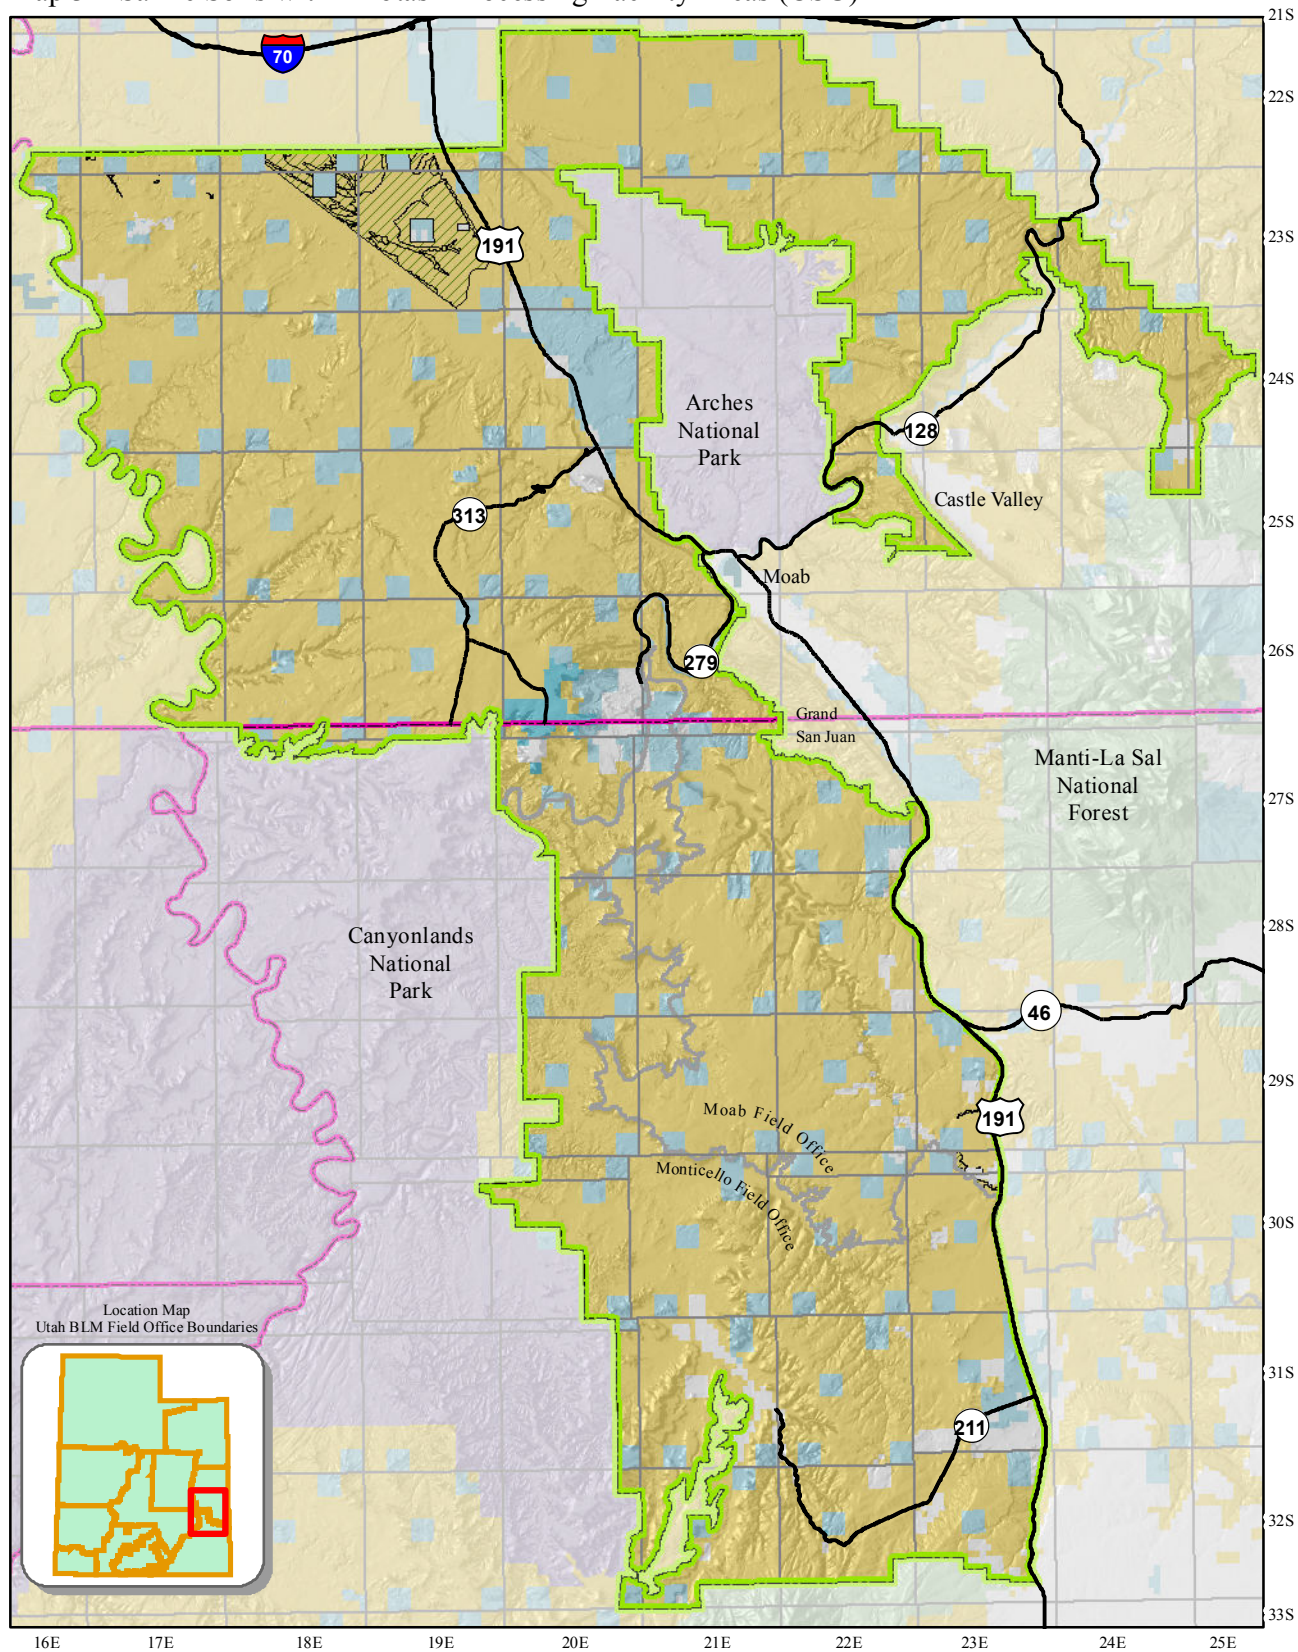 21S
70
22S
191
23S
Arches
National
Park
24S
128
Castle Valley
313
25S
Moab
279
26S
Grand
San Juan
Manti-La Sal
National
Forest
27S
Canyonlands
National
Park
28S
46
29S
Moab Field Office
191
Monticello Field Office
30S
Location Map
Utah BLM Field Office Boundaries
31S
211
32S
33S
16E 17E 18E 19E 20E 21E 22E 23E 24E 25E